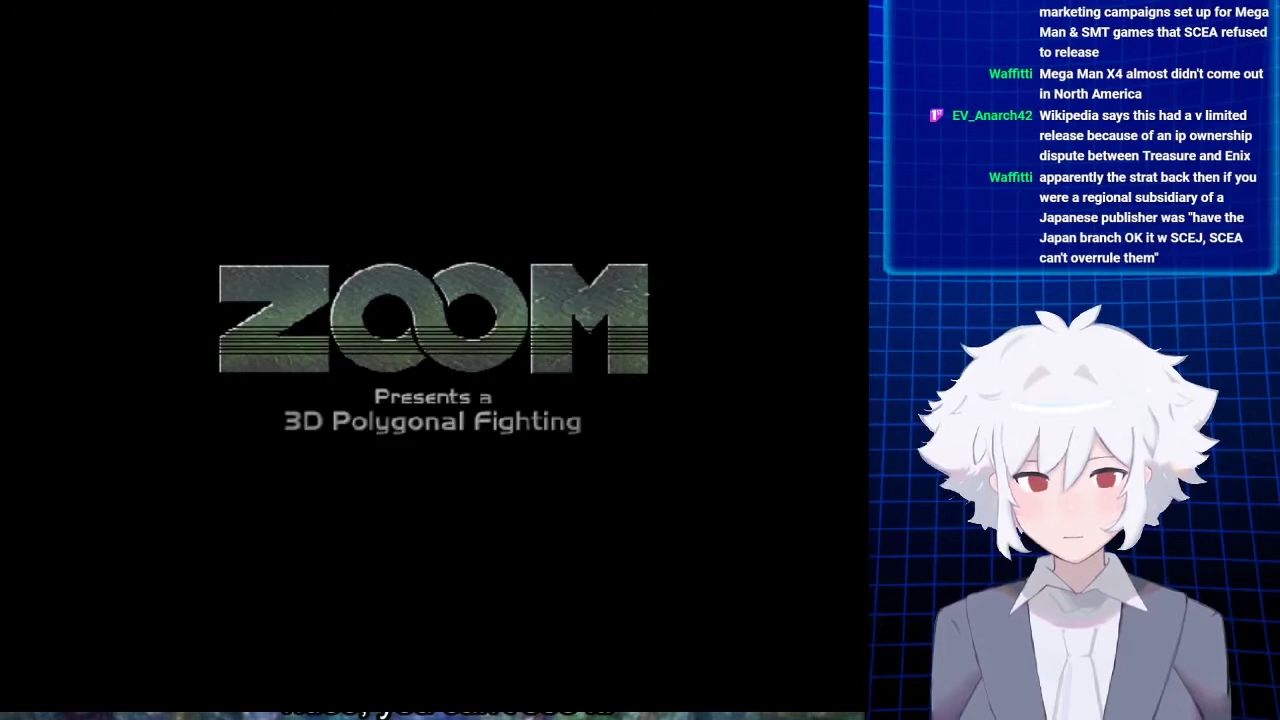 ZOOM
Presents a
3D Polygonal Fighting
marketing campaigns set up for Mega
Man & SMT games that SCEA refused
to release
Waffitti Mega Man X4 almost didn't come out
in North America
EV_Anarch42 Wikipedia says this had a v limited
release because of an ip ownership
dispute between Treasure and Enix
Waffitti apparently the strat back then if you
were a regional subsidiary of a
Japanese publisher was "have the
Japan branch OK it w SCEJ, SCEA
can't overrule them"